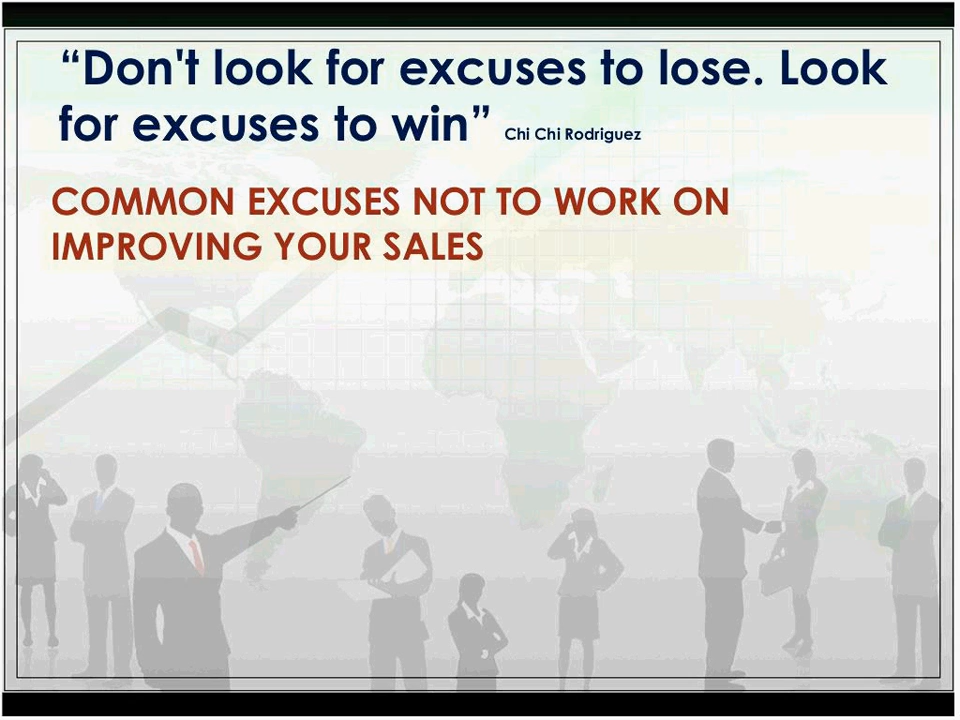 “Don't look for excuses to lose. Look
for excuses to win” Chi Chi Rodriguez
COMMON EXCUSES NOT TO WORK ON
IMPROVING YOUR SALES